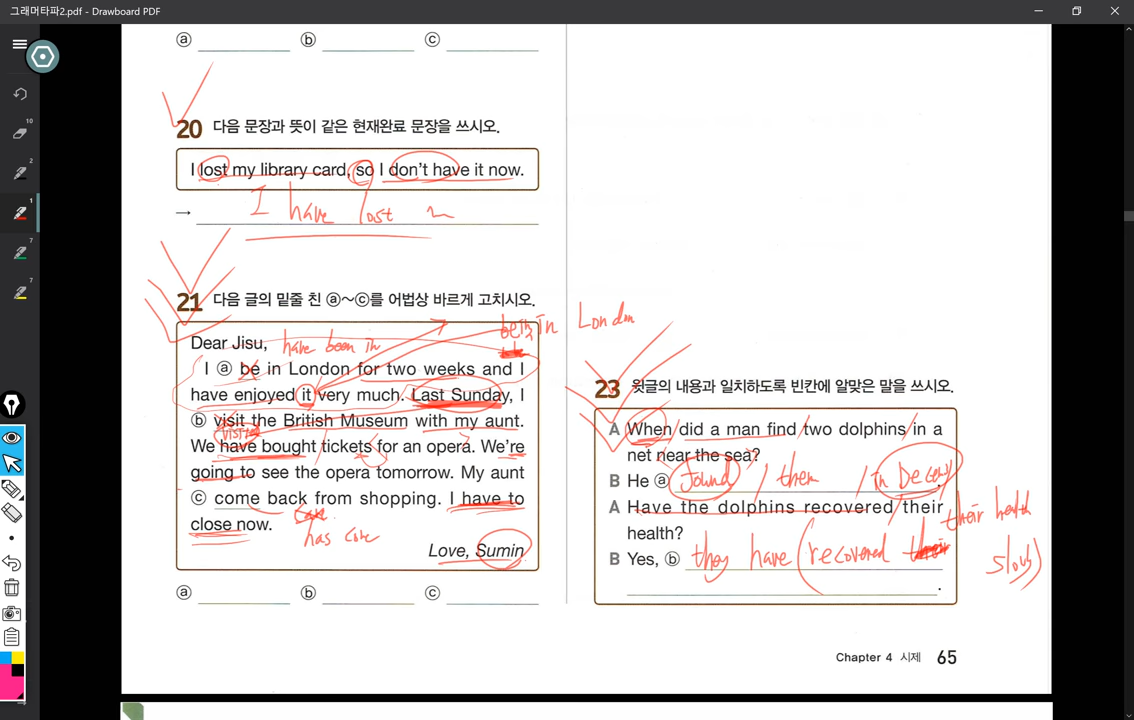 그래머타파2.pdf - Drawboard PDF
ⓐ ⓑ ⓒ
20 다음 문장과 뜻이 같은 현재완료 문장을 쓰시오.
I lost my library card, so I don't have it now.
→ I have lost
21 다음 글의 밑줄 친 ⓐ~ⓒ를 어법상 바르게 고치시오.
being in London
Dear Jisu, have been in
I ⓐ be in London for two weeks and I
have enjoyed it very much. Last Sunday, I
ⓑ visit the British Museum with my aunt.
visited
We have bought tickets for an opera. We're
going to see the opera tomorrow. My aunt
ⓒ come back from shopping. I have to
close now.
has come
Love, Sumin
ⓐ ⓑ ⓒ
23 윗글의 내용과 일치하도록 빈칸에 알맞은 말을 쓰시오.
A When did a man find two dolphins in a
net near the sea?
B He ⓐ found them in
A Have the dolphins recovered their
health?
B Yes, ⓑ they have recovered their health
.
Chapter 4 시제 65
10
2
1
7
7